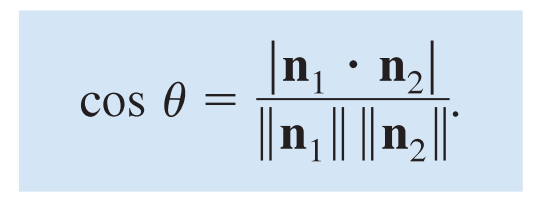 cos θ = |n₁ · n₂| / ‖n₁‖ ‖n₂‖.